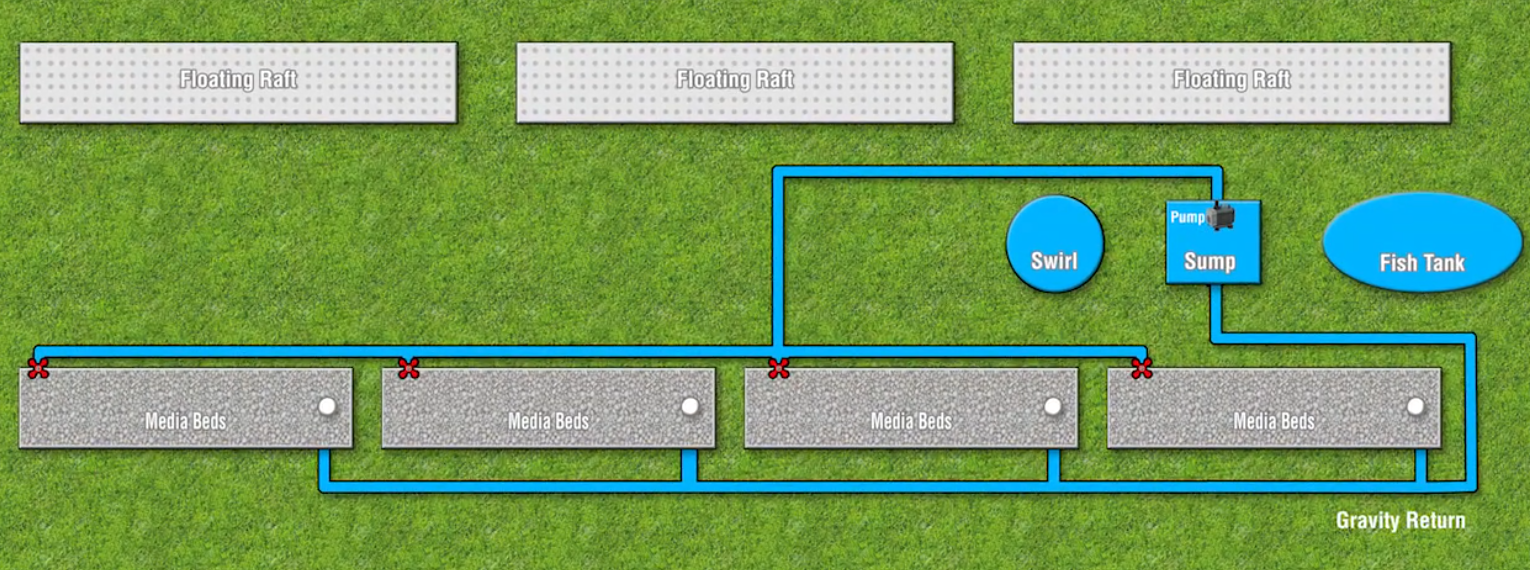 Floating Raft
Floating Raft
Floating Raft
Pump
Swirl
Sump
Fish Tank
Media Beds
Media Beds
Media Beds
Media Beds
Gravity Return